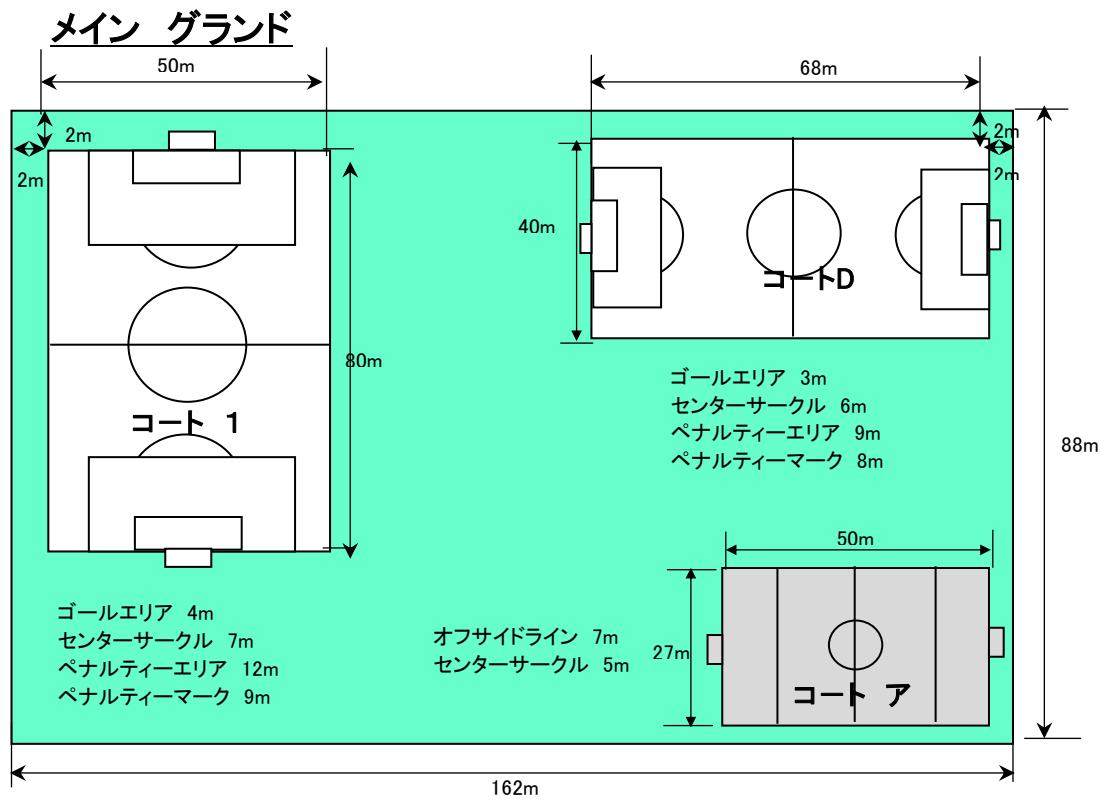 メイン　グランド
50m
68m
2m
2m
2m
2m
40m
コートD
80m
コート　1
ゴールエリア　3m
センターサークル　6m
ペナルティーエリア　9m
ペナルティーマーク　8m
88m
50m
ゴールエリア　4m
センターサークル　7m
ペナルティーエリア　12m
ペナルティーマーク　9m
オフサイドライン　7m
センターサークル　5m
27m
コート　ア
162m